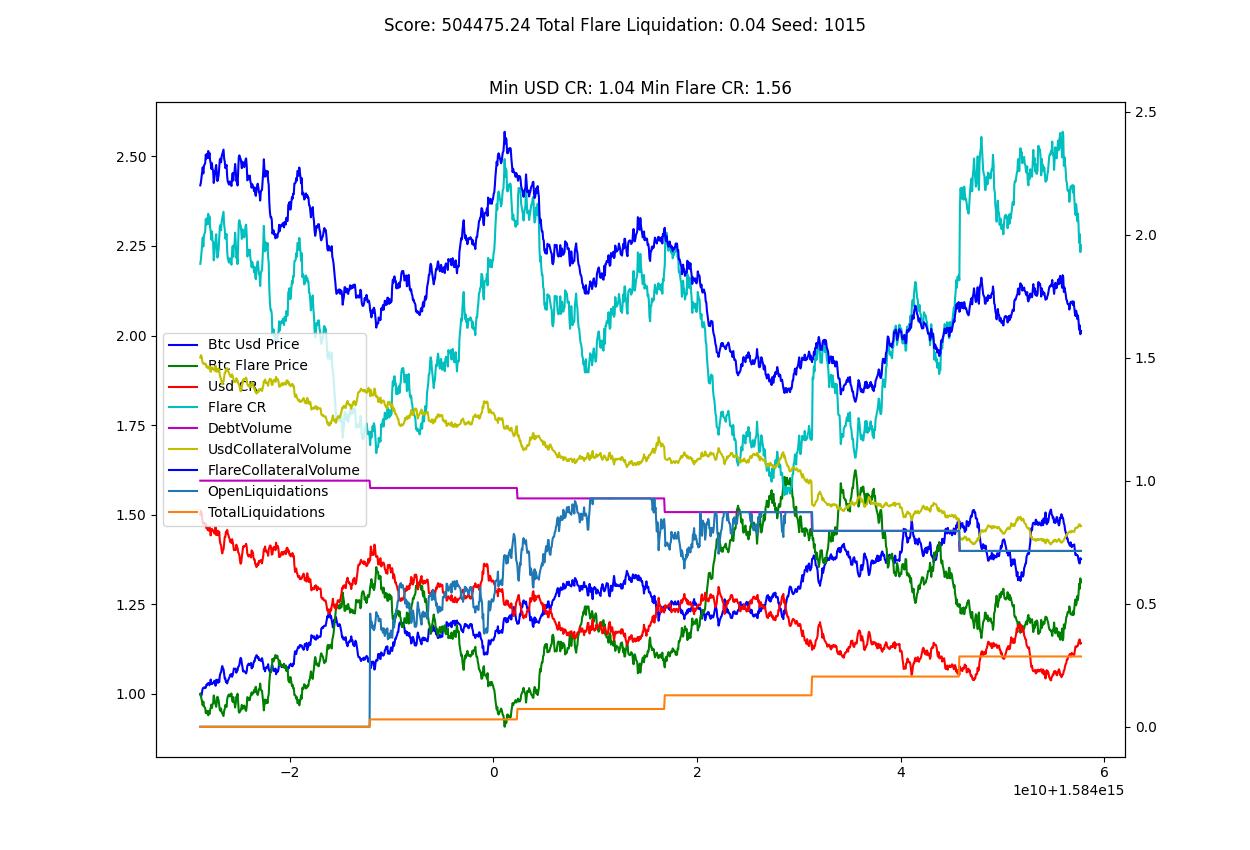 Score: 504475.24 Total Flare Liquidation: 0.04 Seed: 1015
Min USD CR: 1.04 Min Flare CR: 1.56
2.50
2.25
2.00
1.75
1.50
1.25
1.00
2.5
2.0
1.5
1.0
0.5
0.0
Btc Usd Price
Btc Flare Price
Usd CR
Flare CR
DebtVolume
UsdCollateralVolume
FlareCollateralVolume
OpenLiquidations
TotalLiquidations
−2 0 2 4 6
1e10+1.584e15